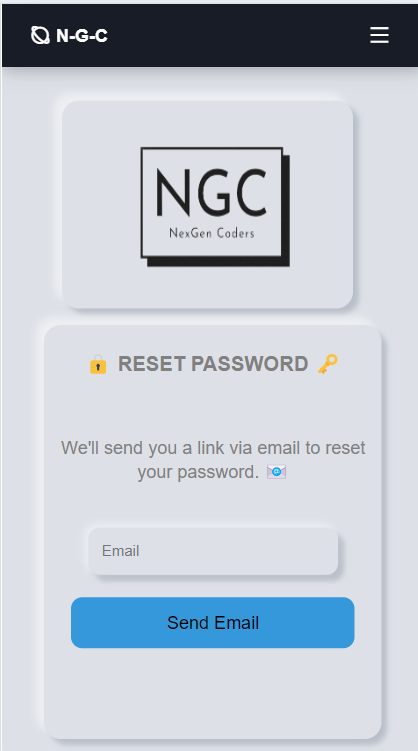 N-G-C
NGC
NexGen Coders
🔒 RESET PASSWORD 🔑
We'll send you a link via email to reset
your password. 📧
Email
Send Email